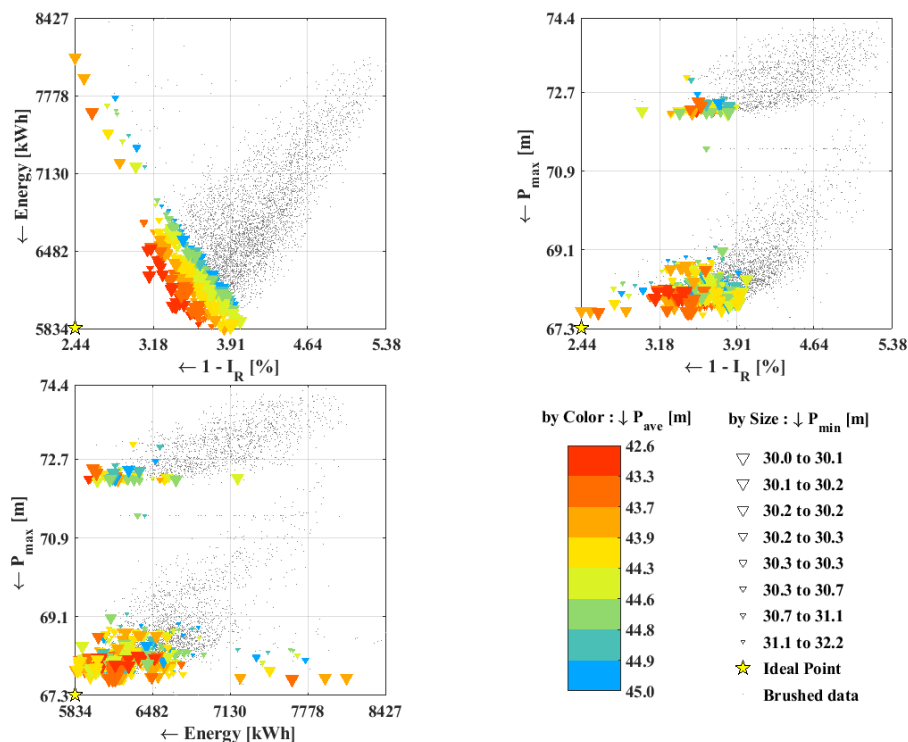 8427
7778
7130
6482
5834
← Energy [kWh]
2.44 3.18 3.91 4.64 5.38
← 1 - I_R [%]
74.4
72.7
70.9
69.1
67.3
← P_max [m]
2.44 3.18 3.91 4.64 5.38
← 1 - I_R [%]
74.4
72.7
70.9
69.1
67.3
← P_max [m]
5834 6482 7130 7778 8427
← Energy [kWh]
by Color : ↓ P_ave [m]
42.6
43.3
43.7
43.9
44.3
44.6
44.8
44.9
45.0
by Size : ↓ P_min [m]
30.0 to 30.1
30.1 to 30.2
30.2 to 30.2
30.2 to 30.3
30.3 to 30.3
30.3 to 30.7
30.7 to 31.1
31.1 to 32.2
Ideal Point
Brushed data